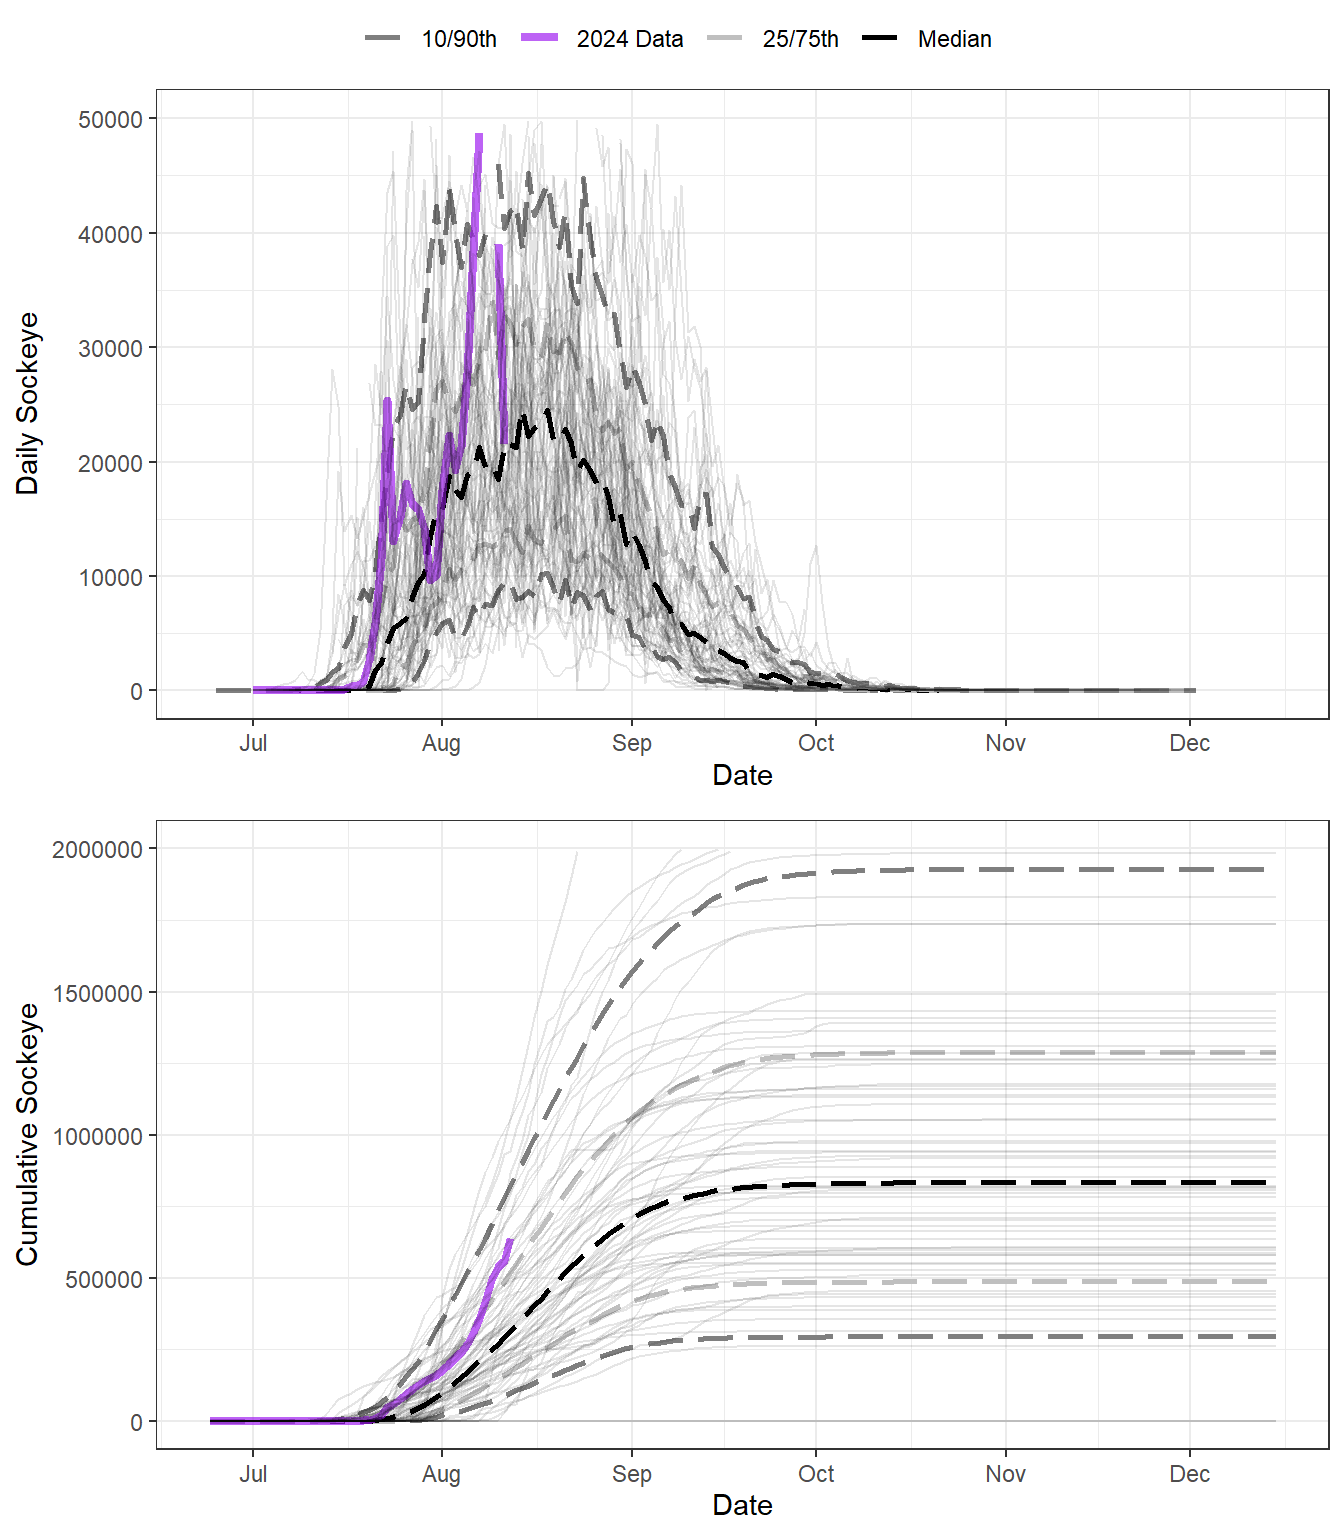 10/90th 2024 Data 25/75th Median
50000
40000
30000
20000
10000
0
Daily Sockeye
Jul Aug Sep Oct Nov Dec
Date
2000000
1500000
1000000
500000
0
Cumulative Sockeye
Jul Aug Sep Oct Nov Dec
Date